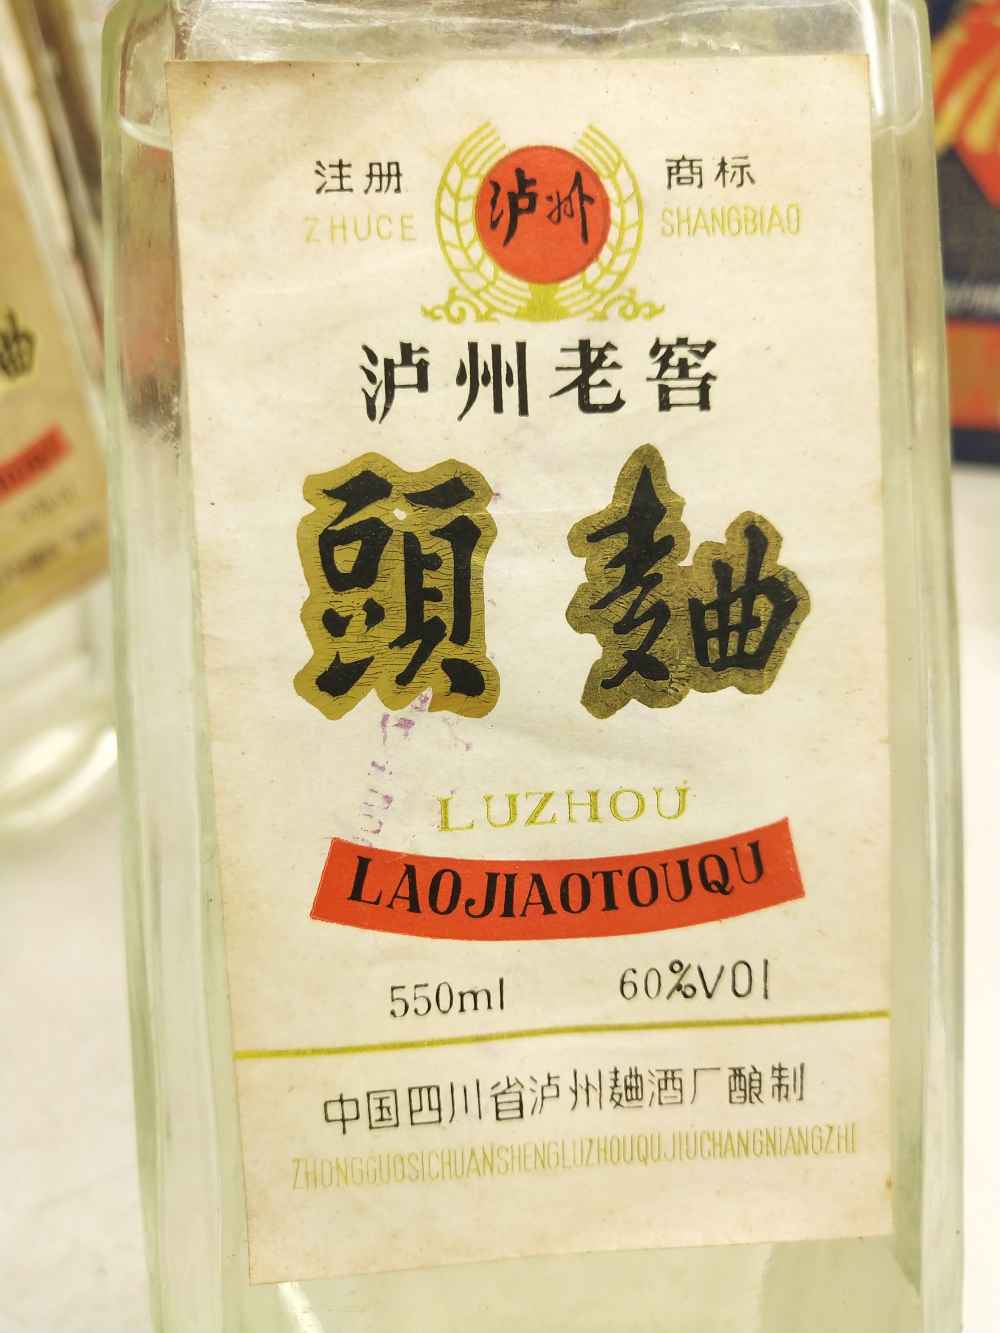 注册 泸州 商标
ZHUCE SHANGBIAO
泸州老窖
頭麯
LUZHOU
LAOJIAOTOUQU
550ml 60%VOl
中国四川省泸州麯酒厂酿制
ZHONGGUOSICHUANSHENGLUZHOUQUJIUCHANGNIANGZHI